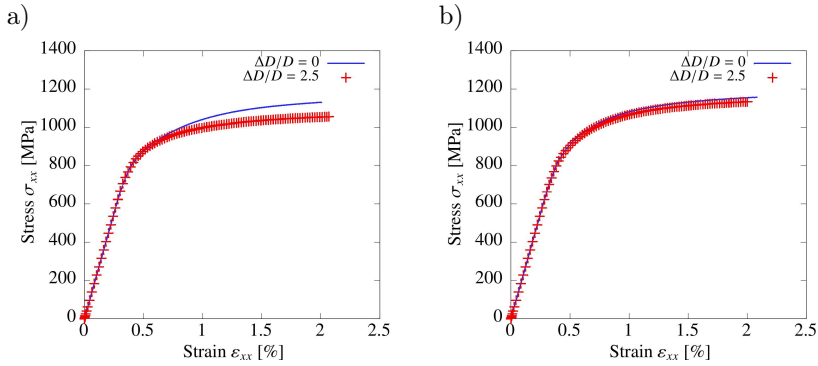 a)
1400
1200
1000
800
600
400
200
0
Stress σxx [MPa]
ΔD/D = 0
ΔD/D = 2.5
0 0.5 1 1.5 2 2.5
Strain εxx [%]
b)
1400
1200
1000
800
600
400
200
0
Stress σxx [MPa]
ΔD/D = 0
ΔD/D = 2.5
0 0.5 1 1.5 2 2.5
Strain εxx [%]